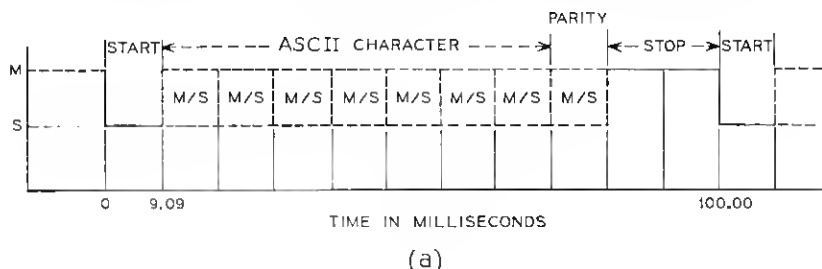 PARITY
START ASCII CHARACTER STOP START
M
M/S M/S M/S M/S M/S M/S M/S M/S
S
0 9.09 100.00
TIME IN MILLISECONDS
(a)